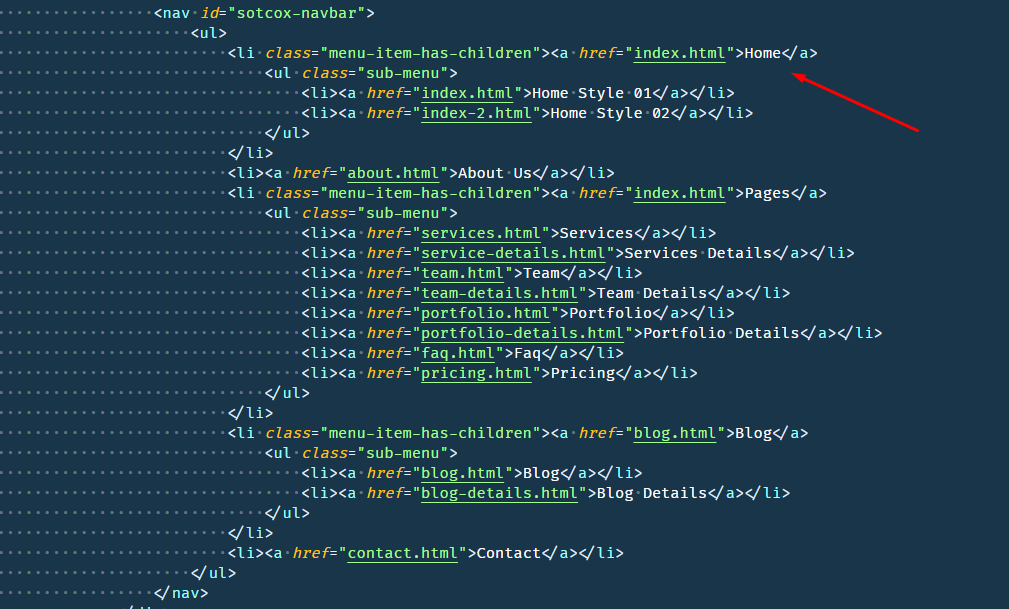 <nav id="sotcox-navbar">
<ul>
<li class="menu-item-has-children"><a href="index.html">Home</a>
<ul class="sub-menu">
<li><a href="index.html">Home Style 01</a></li>
<li><a href="index-2.html">Home Style 02</a></li>
</ul>
</li>
<li><a href="about.html">About Us</a></li>
<li class="menu-item-has-children"><a href="index.html">Pages</a>
<ul class="sub-menu">
<li><a href="services.html">Services</a></li>
<li><a href="service-details.html">Services Details</a></li>
<li><a href="team.html">Team</a></li>
<li><a href="team-details.html">Team Details</a></li>
<li><a href="portfolio.html">Portfolio</a></li>
<li><a href="portfolio-details.html">Portfolio Details</a></li>
<li><a href="faq.html">Faq</a></li>
<li><a href="pricing.html">Pricing</a></li>
</ul>
</li>
<li class="menu-item-has-children"><a href="blog.html">Blog</a>
<ul class="sub-menu">
<li><a href="blog.html">Blog</a></li>
<li><a href="blog-details.html">Blog Details</a></li>
</ul>
</li>
<li><a href="contact.html">Contact</a></li>
</ul>
</nav>